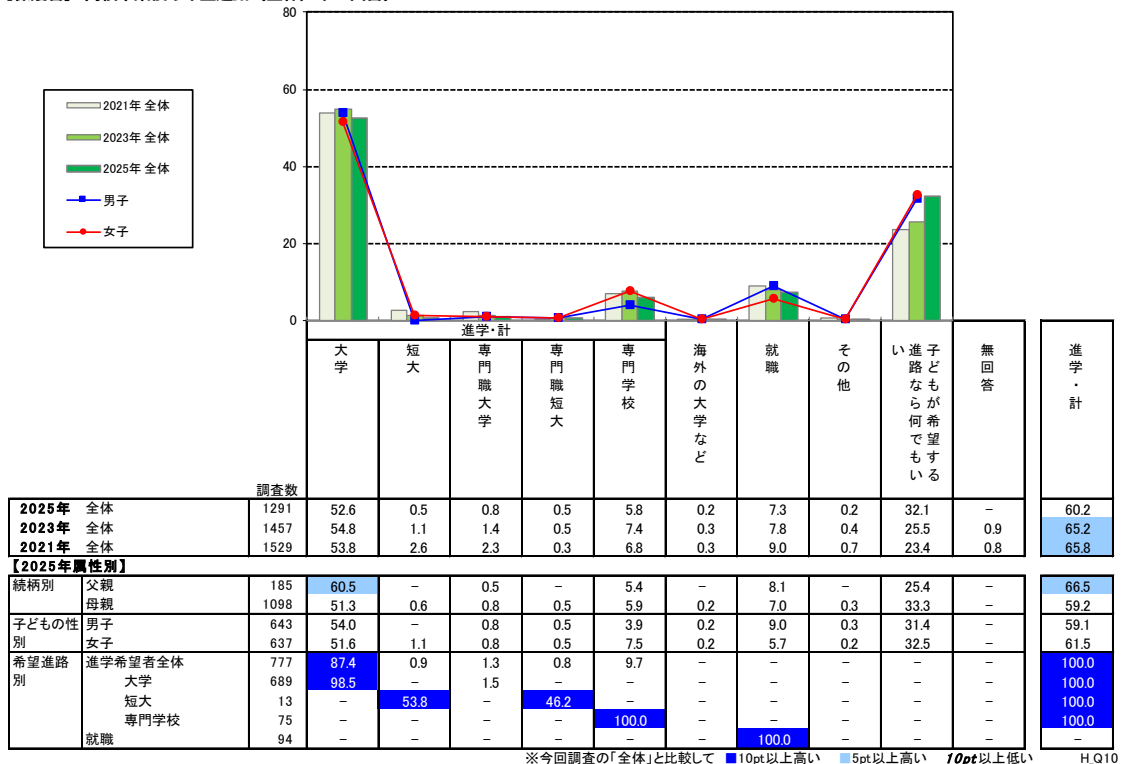 80
60
40
20
0
2021年 全体
2023年 全体
2025年 全体
男子
女子
進学・計
大学
短大
専門職大学
専門職短大
専門学校
海外の大学など
就職
その他
子どもが希望する進路なら何でもいい
無回答
進学・計
調査数
2025年 全体 1291 52.6 0.5 0.8 0.5 5.8 0.2 7.3 0.2 32.1 − 60.2
2023年 全体 1457 54.8 1.1 1.4 0.5 7.4 0.3 7.8 0.4 25.5 0.9 65.2
2021年 全体 1529 53.8 2.6 2.3 0.3 6.8 0.3 9.0 0.7 23.4 0.8 65.8
【2025年属性別】
続柄別 父親 185 60.5 − 0.5 − 5.4 − 8.1 − 25.4 − 66.5
母親 1098 51.3 0.6 0.8 0.5 5.9 0.2 7.0 0.3 33.3 − 59.2
子どもの性別 男子 643 54.0 − 0.8 0.5 3.9 0.2 9.0 0.3 31.4 − 59.1
女子 637 51.6 1.1 0.8 0.5 7.5 0.2 5.7 0.2 32.5 − 61.5
希望進路別 進学希望者全体 777 87.4 0.9 1.3 0.8 9.7 − − − − − 100.0
大学 689 98.5 − 1.5 − − − − − − − 100.0
短大 13 − 53.8 − 46.2 − − − − − − 100.0
専門学校 75 − − − − 100.0 − − − − − 100.0
就職 94 − − − − − − 100.0 − − − −
※今回調査の「全体」と比較して ■10pt以上高い ■5pt以上高い 10pt以上低い H_Q10